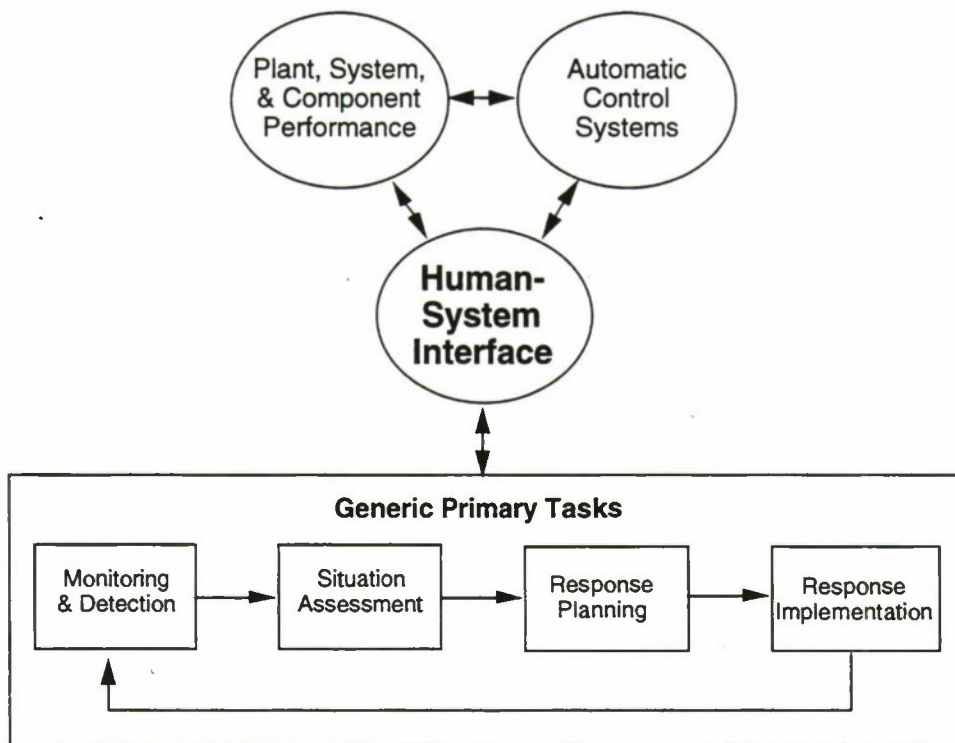 Plant, System,
& Component
Performance
Automatic
Control
Systems
Human-
System
Interface
Generic Primary Tasks
Monitoring
& Detection
Situation
Assessment
Response
Planning
Response
Implementation